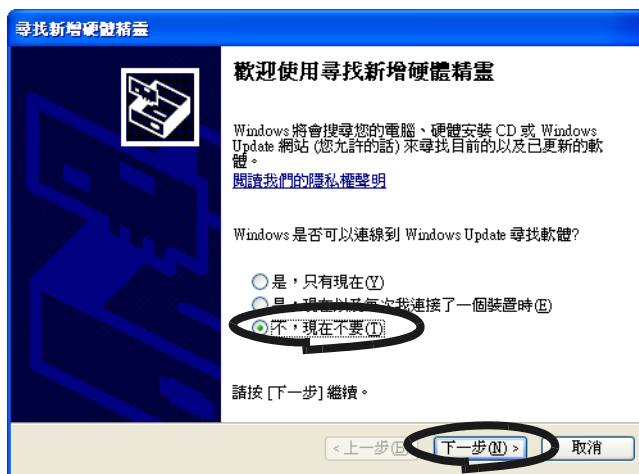 尋找新增硬體精靈
歡迎使用尋找新增硬體精靈
Windows 將會搜尋您的電腦、硬體安裝 CD 或 Windows
Update 網站 (您允許的話) 來尋找目前的以及已更新的軟
體。
閱讀我們的隱私權聲明
Windows 是否可以連線到 Windows Update 尋找軟體?
是，只有現在(Y)
是，現在以及每次我連接了一個裝置時(E)
不，現在不要(T)
請按 [下一步] 繼續。
< 上一步(B)
下一步(N) >
取消